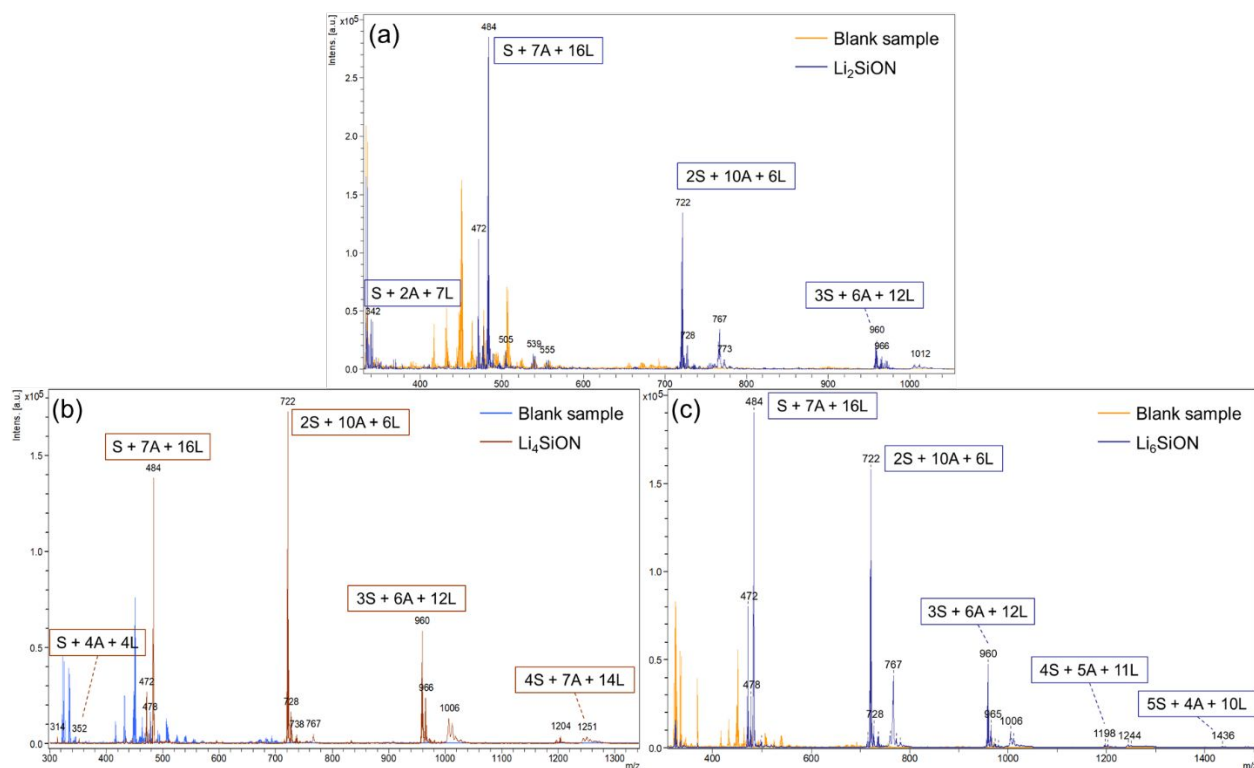 (a)
Intens. [a.u.]
x10⁵
2.5
2.0
1.5
1.0
0.5
0.0
484
S + 7A + 16L
Blank sample
Li₂SiON
2S + 10A + 6L
722
472
S + 2A + 7L
342
505
539
555
728
767
773
3S + 6A + 12L
960
966
1012
400
500
600
700
800
900
1000
(b)
Intens. [a.u.]
x10⁵
1.5
1.0
0.5
0.0
722
2S + 10A + 6L
Blank sample
Li₄SiON
S + 7A + 16L
484
3S + 6A + 12L
960
S + 4A + 4L
4S + 7A + 14L
314
352
472
478
728
738
767
966
1006
1204
1251
300
400
500
600
700
800
900
1000
1100
1200
1300
m/z
(c)
x10⁵
1.5
1.0
0.5
0.0
484
S + 7A + 16L
Blank sample
Li₆SiON
722
2S + 10A + 6L
472
478
3S + 6A + 12L
960
767
728
965
1006
4S + 5A + 11L
1198
1244
5S + 4A + 10L
1436
400
600
800
1000
1200
1400
m/z